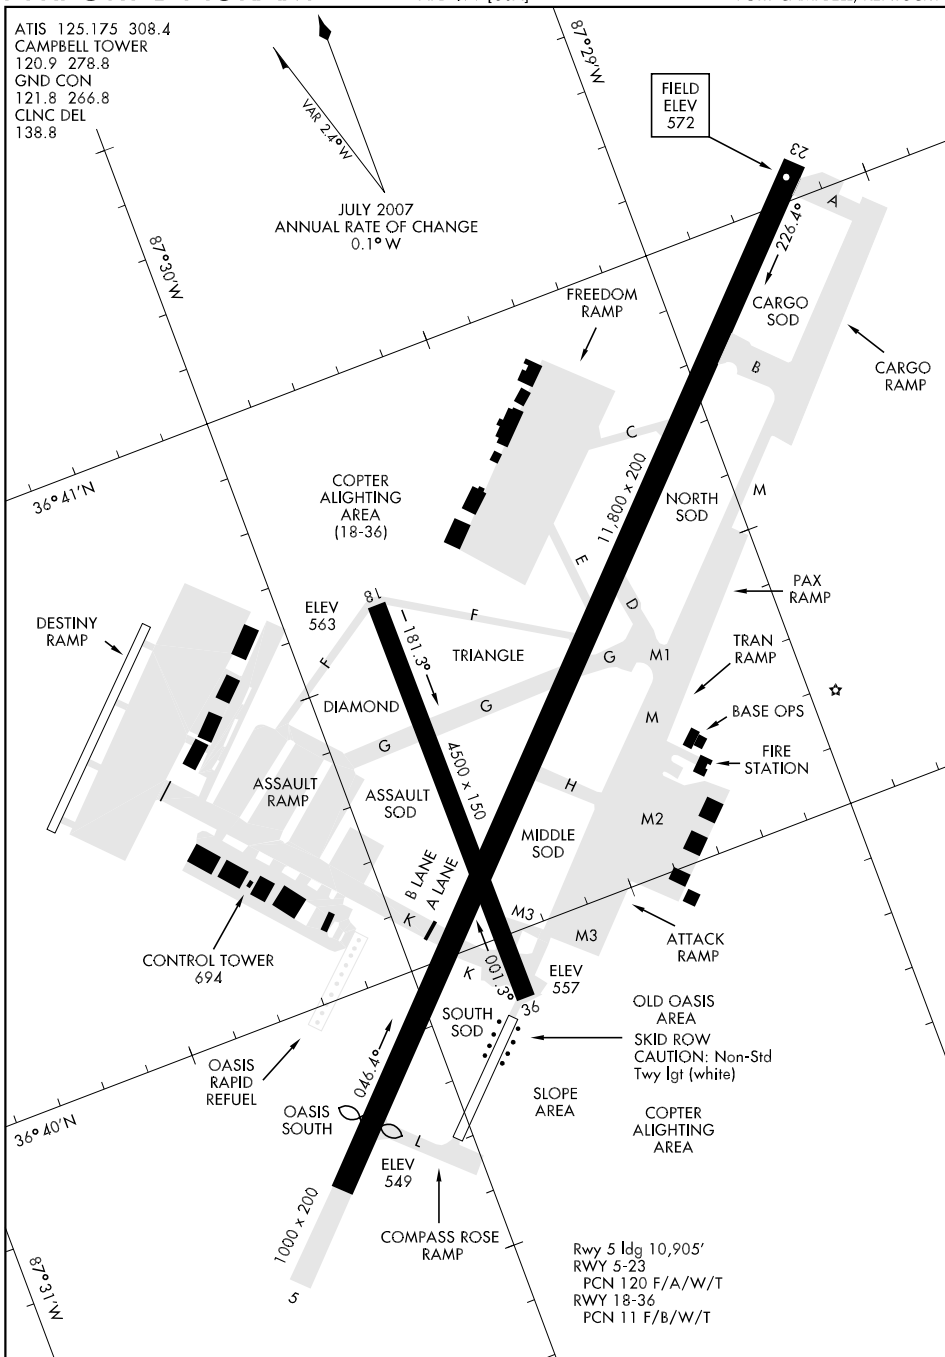 ATIS 125.175 308.4
CAMPBELL TOWER
120.9 278.8
GND CON
121.8 266.8
CLNC DEL
138.8
VAR 2.4° W
JULY 2007
ANNUAL RATE OF CHANGE
0.1° W
87°29'W
FIELD
ELEV
572
23
A
226.4°
87°30'W
CARGO
SOD
FREEDOM
RAMP
B
CARGO
RAMP
C
36°41'N
COPTER
ALIGHTING
AREA
(18-36)
11,800 x 200
NORTH
SOD
M
E
D
PAX
RAMP
18
ELEV
563
DESTINY
RAMP
F
F
181.3°
TRIANGLE
G
M1
TRAN
RAMP
DIAMOND
G
G
M
BASE OPS
4500 x 150
FIRE
STATION
ASSAULT
RAMP
ASSAULT
SOD
H
M2
MIDDLE
SOD
B LANE
A LANE
K
M3
M3
ATTACK
RAMP
CONTROL TOWER
694
K
001.3°
ELEV
557
36
SOUTH
SOD
OLD OASIS
AREA
SKID ROW
CAUTION: Non-Std
Twy lgt (white)
OASIS
RAPID
REFUEL
046.4°
SLOPE
AREA
COPTER
ALIGHTING
AREA
OASIS
SOUTH
36°40'N
L
ELEV
549
COMPASS ROSE
RAMP
1000 x 200
5
87°31'W
Rwy 5 ldg 10,905'
RWY 5-23
PCN 120 F/A/W/T
RWY 18-36
PCN 11 F/B/W/T